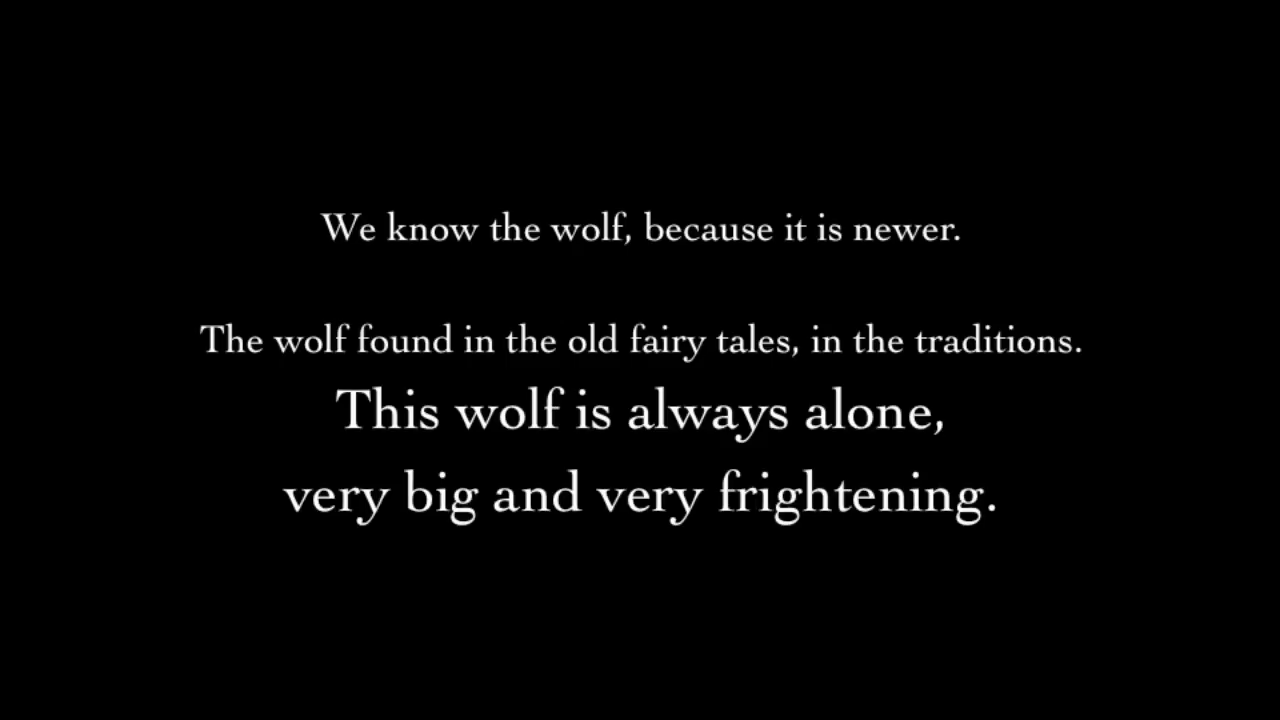 We know the wolf, because it is newer.
The wolf found in the old fairy tales, in the traditions.
This wolf is always alone,
very big and very frightening.